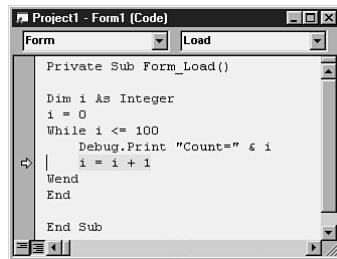 Project1 - Form1 (Code)
Form
Load
Private Sub Form_Load()
Dim i As Integer
i = 0
While i <= 100
Debug.Print "Count=" & i
i = i + 1
Wend
End
End Sub